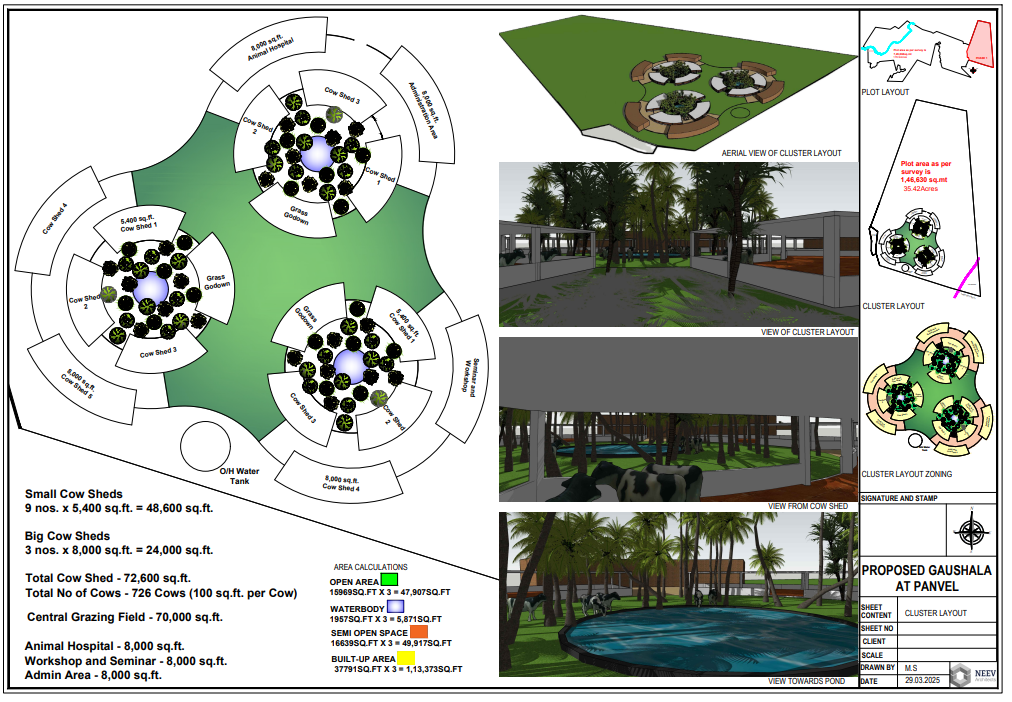 8,000 sq.ft.
Animal Hospital
8,000 sq.ft.
Administration Area
Cow Shed 3
Cow Shed
2
Cow Shed
1
Grass
Godown
Cow Shed 4
5,400 sq.ft.
Cow Shed 1
Cow Shed
2
Grass
Godown
Cow Shed 3
8,000 sq.ft.
Cow Shed 5
Grass
Godown
5,400 sq.ft.
Cow Shed 1
Cow Shed 3
Cow Shed
2
Seminar and
Workshop
8,000 sq.ft.
Cow Shed 4
O/H Water
Tank
Small Cow Sheds
9 nos. x 5,400 sq.ft. = 48,600 sq.ft.
Big Cow Sheds
3 nos. x 8,000 sq.ft. = 24,000 sq.ft.
Total Cow Shed - 72,600 sq.ft.
Total No of Cows - 726 Cows (100 sq.ft. per Cow)
Central Grazing Field - 70,000 sq.ft.
Animal Hospital - 8,000 sq.ft.
Workshop and Seminar - 8,000 sq.ft.
Admin Area - 8,000 sq.ft.
AREA CALCULATIONS
OPEN AREA
15969SQ.FT X 3 = 47,907SQ.FT
WATERBODY
1957SQ.FT X 3 = 5,871SQ.FT
SEMI OPEN SPACE
16639SQ.FT X 3 = 49,917SQ.FT
BUILT-UP AREA
37791SQ.FT X 3 = 1,13,373SQ.FT
AERIAL VIEW OF CLUSTER LAYOUT
VIEW OF CLUSTER LAYOUT
VIEW FROM COW SHED
VIEW TOWARDS POND
PLOT LAYOUT
Plot area as per
survey is
1,46,630 sq.mt
35.42Acres
CLUSTER LAYOUT
CLUSTER LAYOUT ZONING
SIGNATURE AND STAMP
N
PROPOSED GAUSHALA
AT PANVEL
SHEET
CONTENT
CLUSTER LAYOUT
SHEET NO
CLIENT
SCALE
DRAWN BY
M.S
DATE
29.03.2025
NEEV